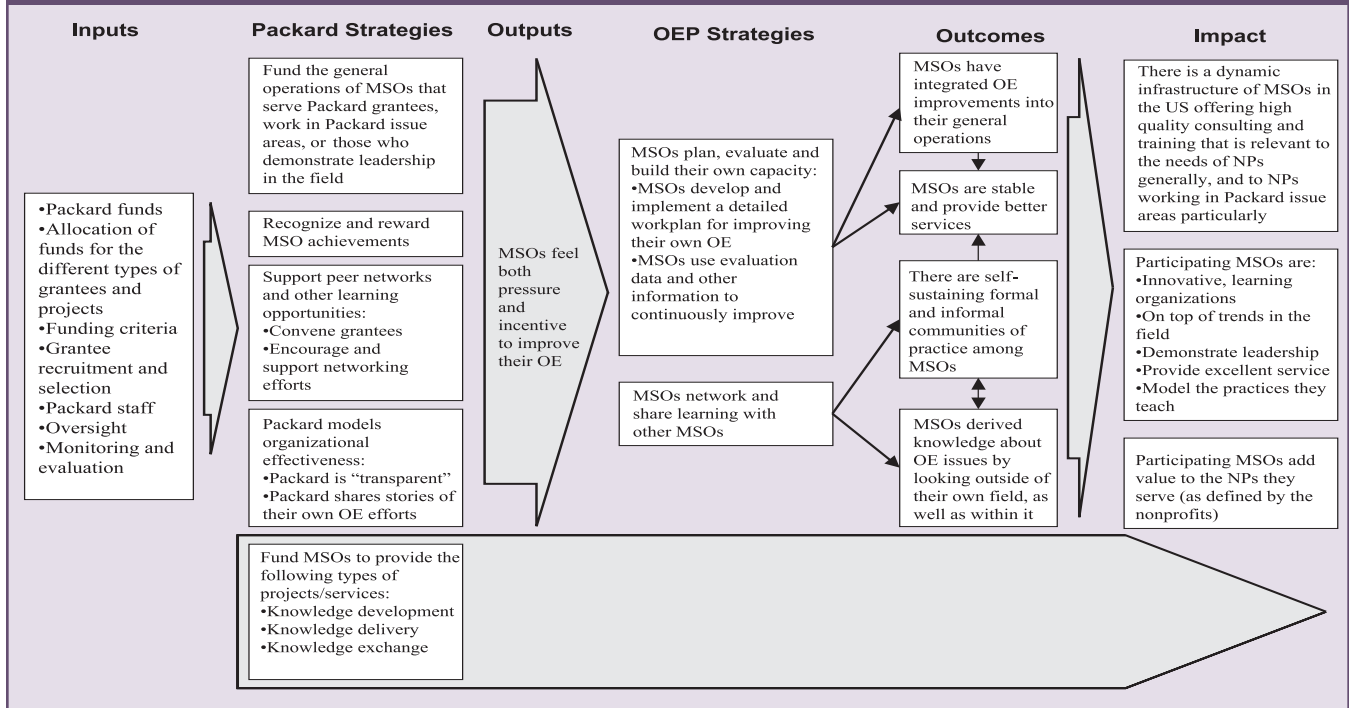 Inputs
Packard Strategies
Outputs
OEP Strategies
Outcomes
Impact
•Packard funds
•Allocation of
funds for the
different types of
grantees and
projects
•Funding criteria
•Grantee
recruitment and
selection
•Packard staff
•Oversight
•Monitoring and
evaluation
Fund the general
operations of MSOs that
serve Packard grantees,
work in Packard issue
areas, or those who
demonstrate leadership
in the field
Recognize and reward
MSO achievements
Support peer networks
and other learning
opportunities:
•Convene grantees
•Encourage and
support networking
efforts
Packard models
organizational
effectiveness:
•Packard is “transparent”
•Packard shares stories of
their own OE efforts
Fund MSOs to provide the
following types of
projects/services:
•Knowledge development
•Knowledge delivery
•Knowledge exchange
MSOs feel
both
pressure
and
incentive
to improve
their OE
MSOs plan, evaluate and
build their own capacity:
•MSOs develop and
implement a detailed
workplan for improving
their own OE
•MSOs use evaluation
data and other
information to
continuously improve
MSOs network and
share learning with
other MSOs
MSOs have
integrated OE
improvements into
their general
operations
MSOs are stable
and provide better
services
There are self-
sustaining formal
and informal
communities of
practice among
MSOs
MSOs derived
knowledge about
OE issues by
looking outside of
their own field, as
well as within it
There is a dynamic
infrastructure of MSOs in
the US offering high
quality consulting and
training that is relevant to
the needs of NPs
generally, and to NPs
working in Packard issue
areas particularly
Participating MSOs are:
•Innovative, learning
organizations
•On top of trends in the
field
•Demonstrate leadership
•Provide excellent service
•Model the practices they
teach
Participating MSOs add
value to the NPs they
serve (as defined by the
nonprofits)